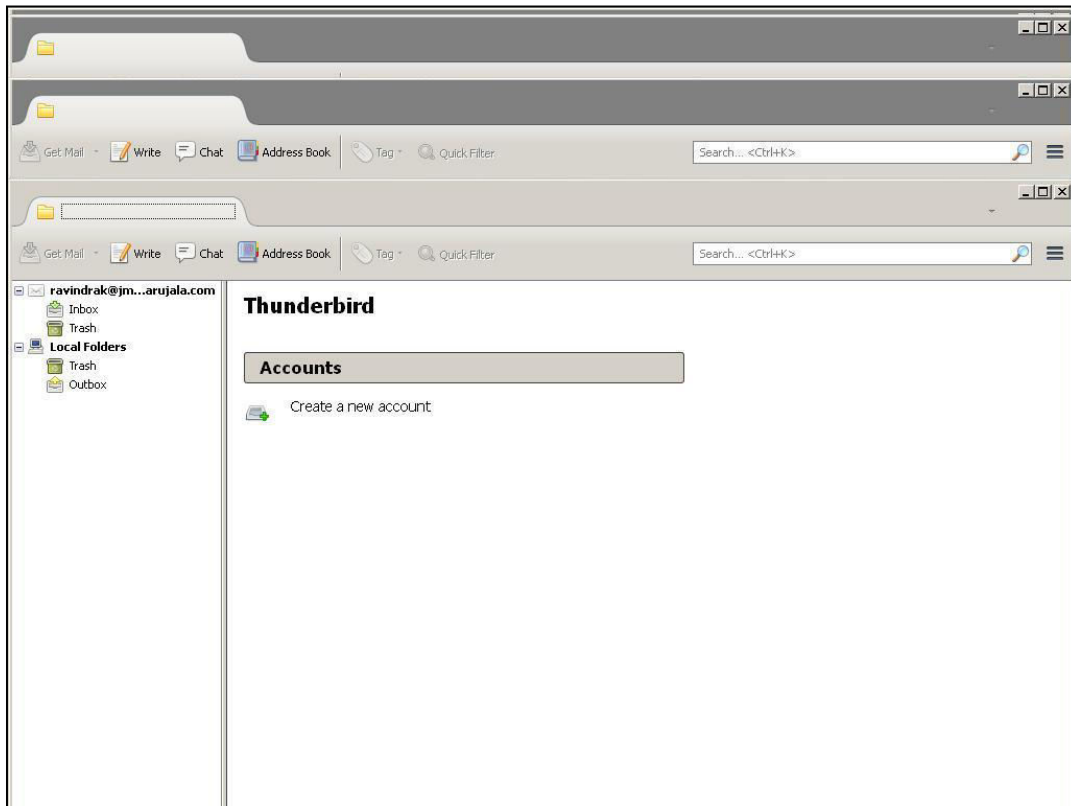 Get Mail Write Chat Address Book Tag Quick Filter Search... <Ctrl+K>
Get Mail Write Chat Address Book Tag Quick Filter Search... <Ctrl+K>
ravindrak@jm...arujala.com
Inbox
Trash
Local Folders
Trash
Outbox
Thunderbird
Accounts
Create a new account